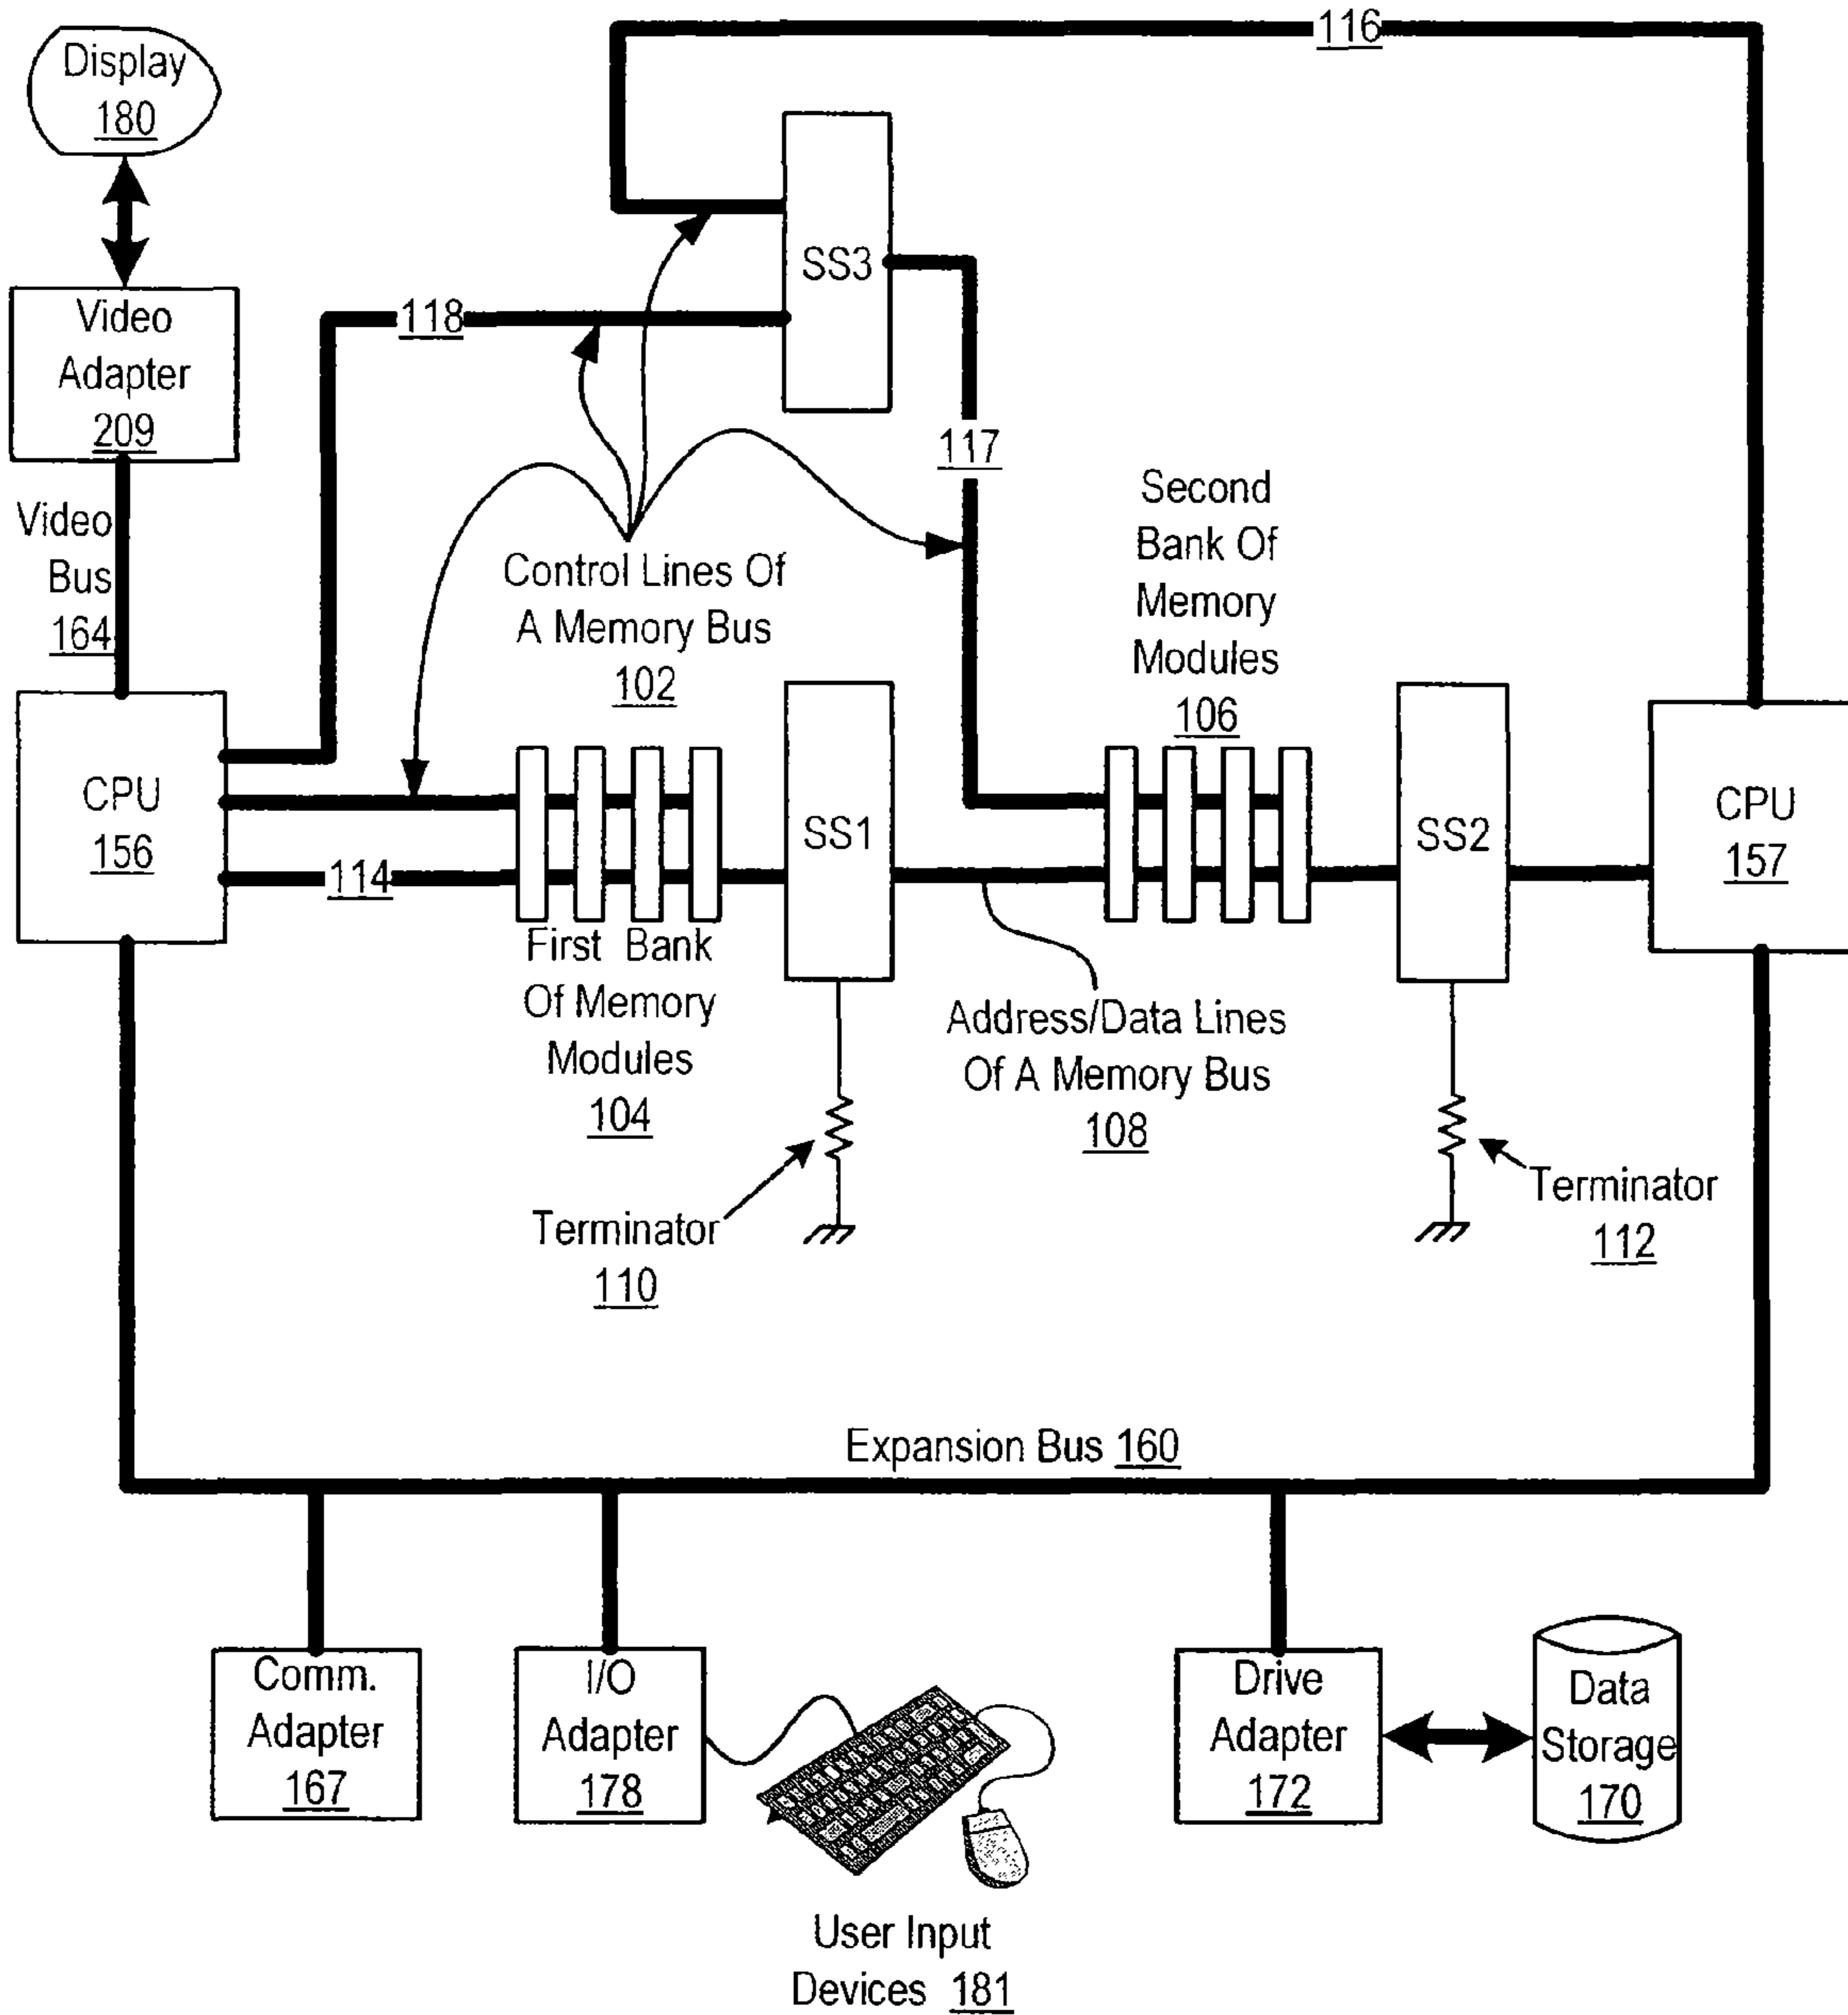 116
Display
180
SS3
Video
Adapter
209
118
117
Second
Bank Of
Memory
Modules
106
Video
Bus
164
Control Lines Of
A Memory Bus
102
CPU
156
SS1
SS2
CPU
157
114
First Bank
Of Memory
Modules
104
Address/Data Lines
Of A Memory Bus
108
Terminator
110
Terminator
112
Expansion Bus 160
Comm.
Adapter
167
I/O
Adapter
178
Drive
Adapter
172
Data
Storage
170
User Input
Devices 181